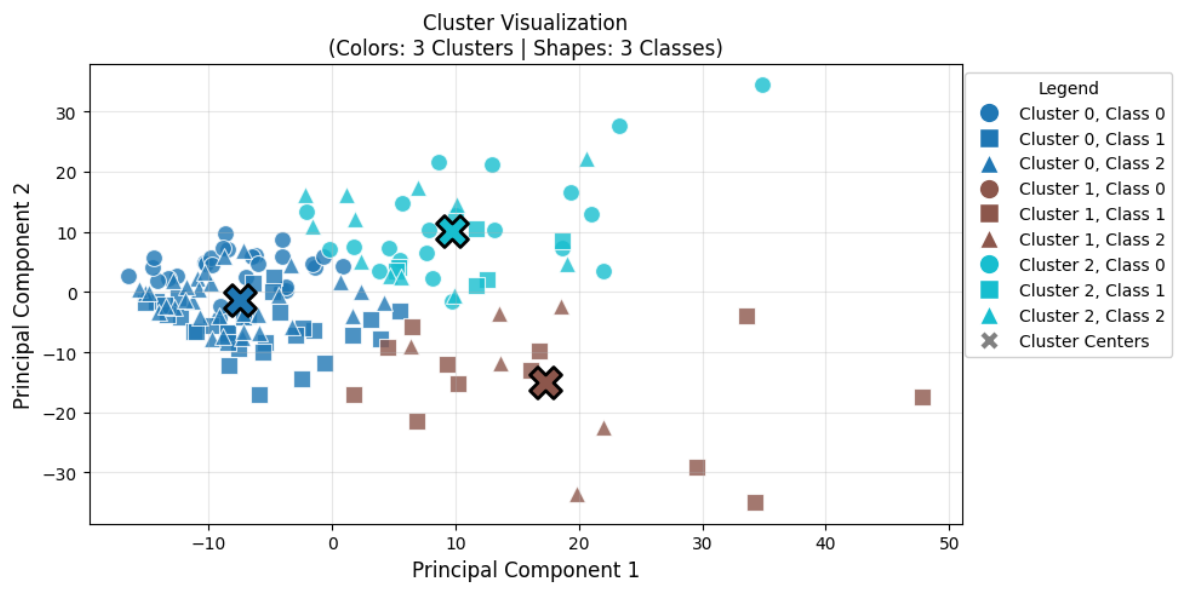 Cluster Visualization
(Colors: 3 Clusters | Shapes: 3 Classes)
Principal Component 2
30
20
10
0
−10
−20
−30
−10
0
10
20
30
40
50
Principal Component 1
Legend
Cluster 0, Class 0
Cluster 0, Class 1
Cluster 0, Class 2
Cluster 1, Class 0
Cluster 1, Class 1
Cluster 1, Class 2
Cluster 2, Class 0
Cluster 2, Class 1
Cluster 2, Class 2
Cluster Centers